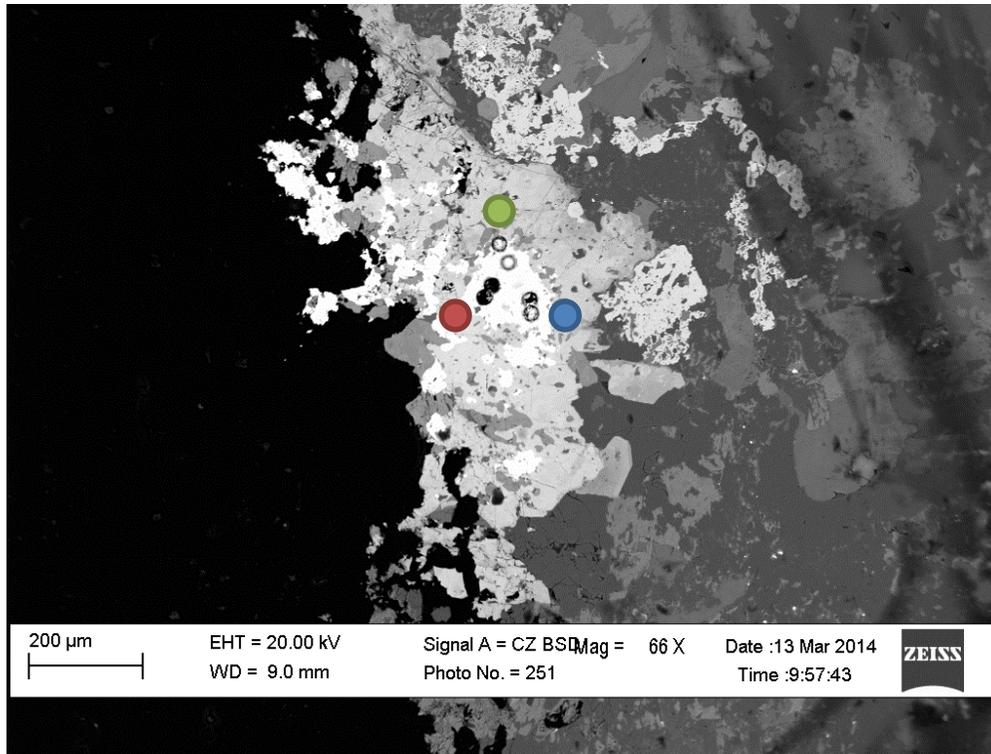 200 µm
EHT = 20.00 kV
WD = 9.0 mm
Signal A = CZ BSD
Photo No. = 251
Mag = 66 X
Date :13 Mar 2014
Time :9:57:43
ZEISS